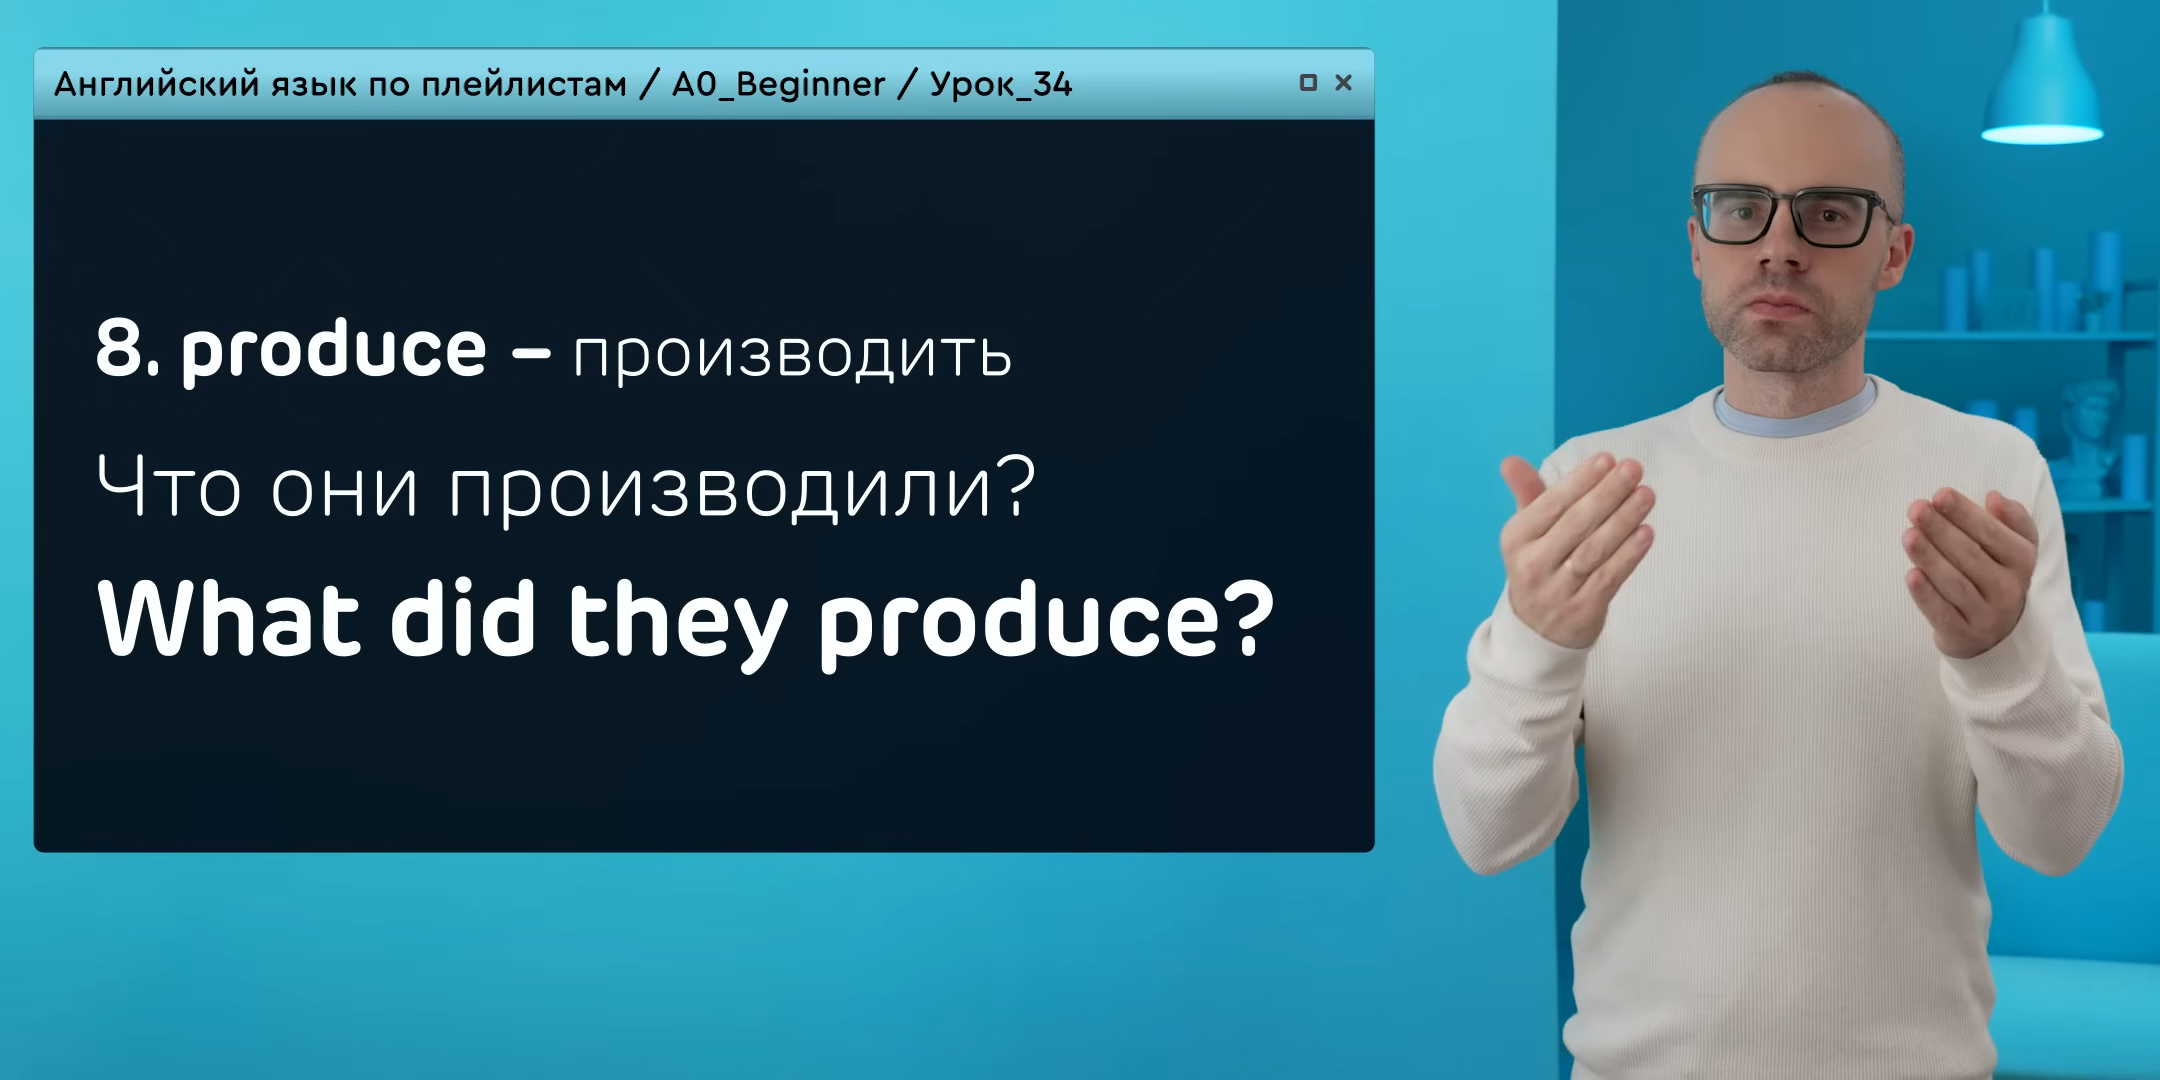 Английский язык по плейлистам / A0_Beginner / Урок_34
8. produce – производить
Что они производили?
What did they produce?